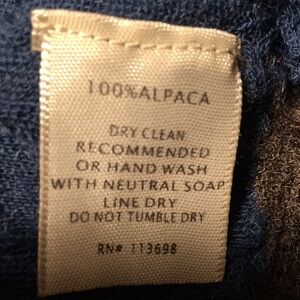 100% ALPACA
DRY CLEAN
RECOMMENDED
OR HAND WASH
WITH NEUTRAL SOAP
LINE DRY
DO NOT TUMBLE DRY
RN# 113698